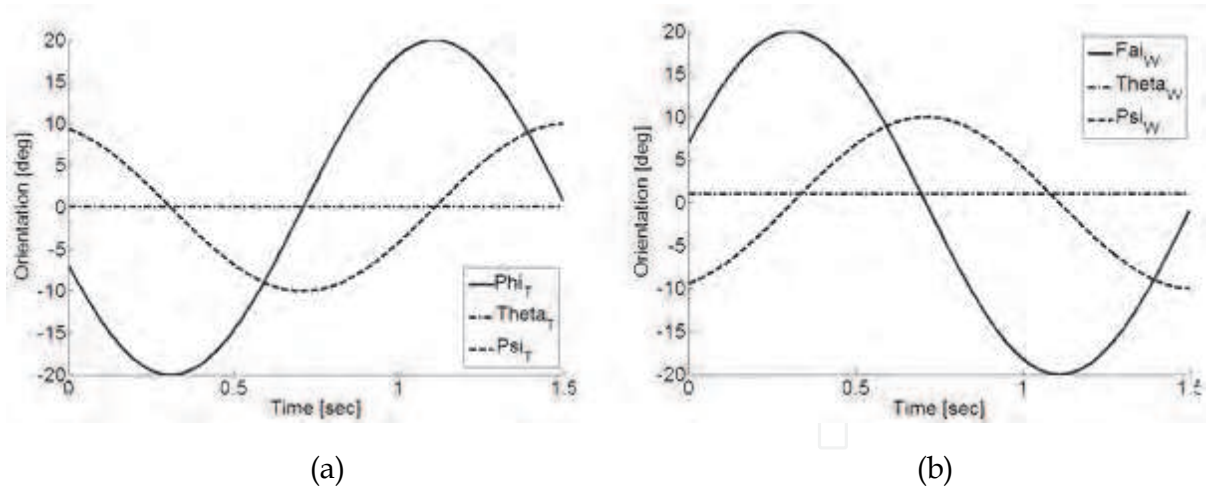 20
15
10
5
0
-5
-10
-15
-20
Orientation [deg]
Phi_T
Theta_T
Psi_T
0 0.5 1 1.5
Time [sec]
(a)
20
15
10
5
0
-5
-10
-15
-20
Orientation [deg]
Fai_W
Theta_W
Psi_W
0 0.5 1 1.5
Time [sec]
(b)